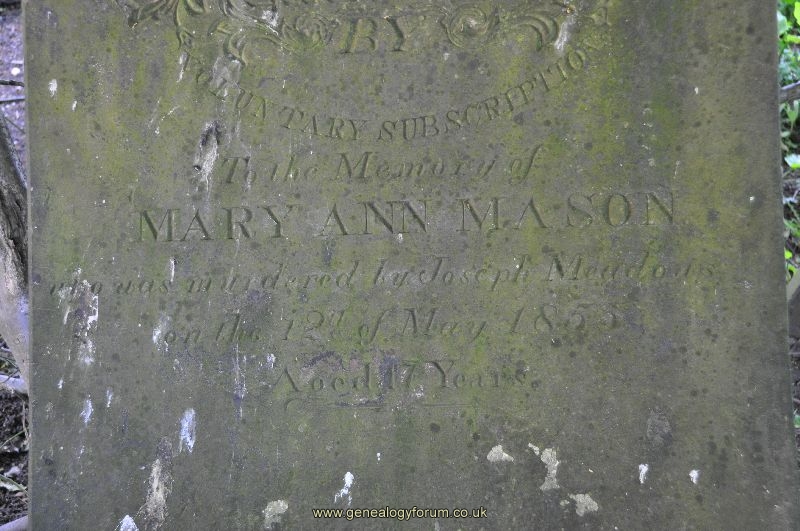 BY
VOLUNTARY SUBSCRIPTION
To the Memory of
MARY ANN MASON
who was murdered by Joseph Meadows
on the 12th of May 1855
Aged 17 Years.
www.genealogyforum.co.uk